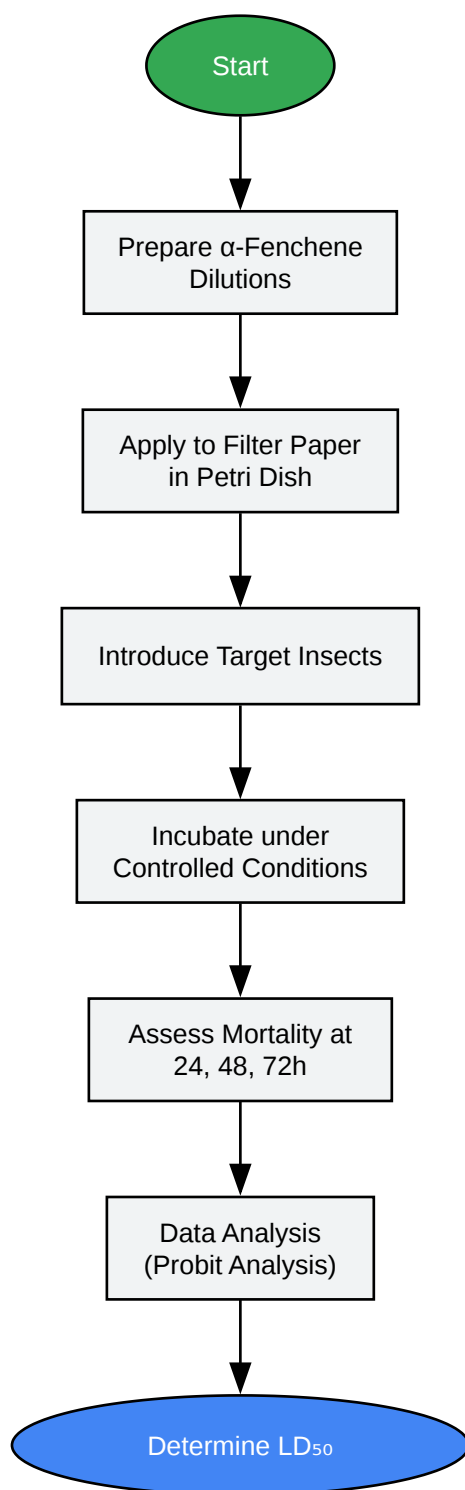 Start
Prepare α-Fenchene
Dilutions
Apply to Filter Paper
in Petri Dish
Introduce Target Insects
Incubate under
Controlled Conditions
Assess Mortality at
24, 48, 72h
Data Analysis
(Probit Analysis)
Determine LD₅₀